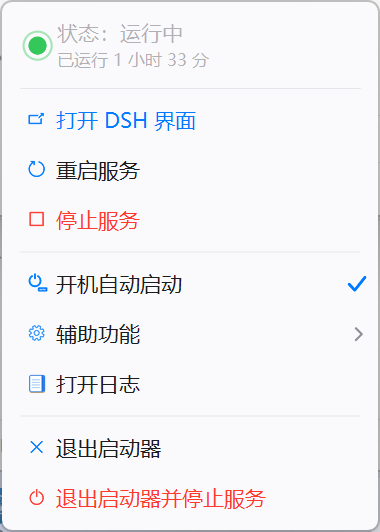 状态：运行中
已运行 1 小时 33 分
打开 DSH 界面
重启服务
停止服务
开机自动启动
辅助功能
打开日志
退出启动器
退出启动器并停止服务